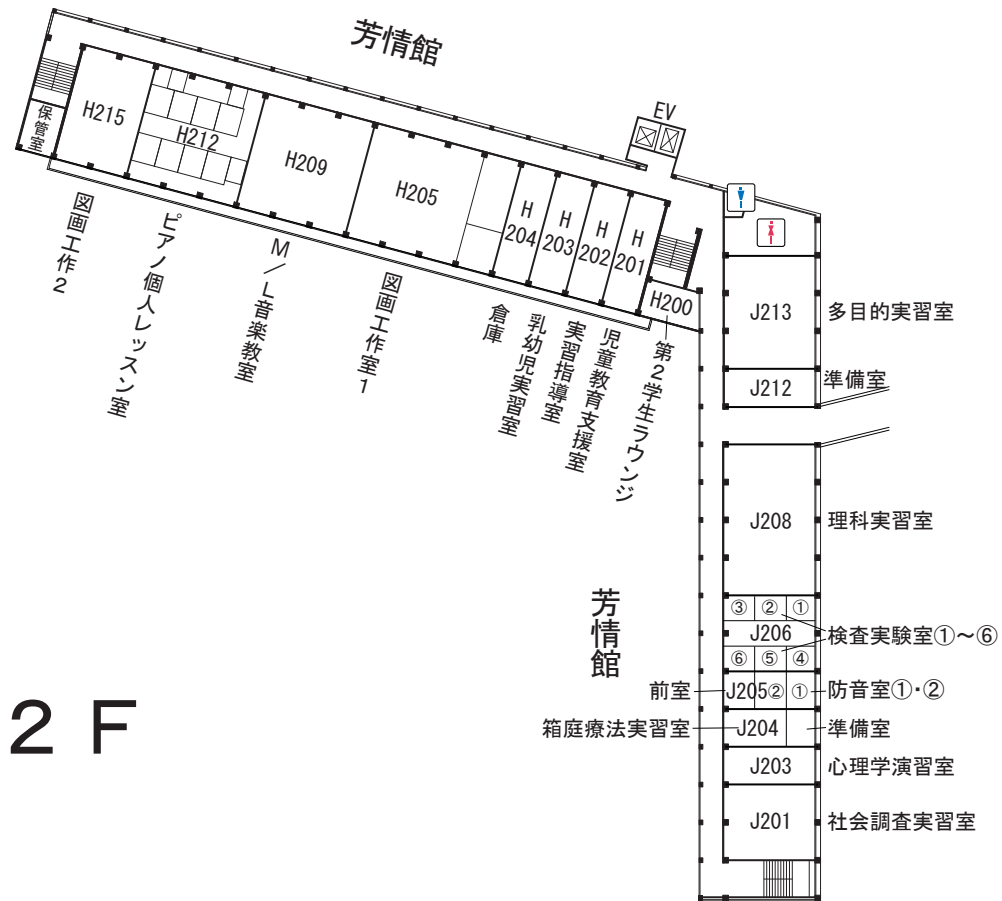 芳情館
EV
保管室
H215
H212
H209
H205
H204
H203
H202
H201
H200
図画工作2
ピアノ個人レッスン室
M/L音楽教室
図画工作室1
倉庫
乳幼児実習室
実習指導室
児童教育支援室
第2学生ラウンジ
J213 多目的実習室
J212 準備室
J208 理科実習室
芳情館
③ ② ①
J206 検査実験室①～⑥
⑥ ⑤ ④
前室 J205 ② ① 防音室①・②
箱庭療法実習室 J204 準備室
J203 心理学演習室
J201 社会調査実習室
2F